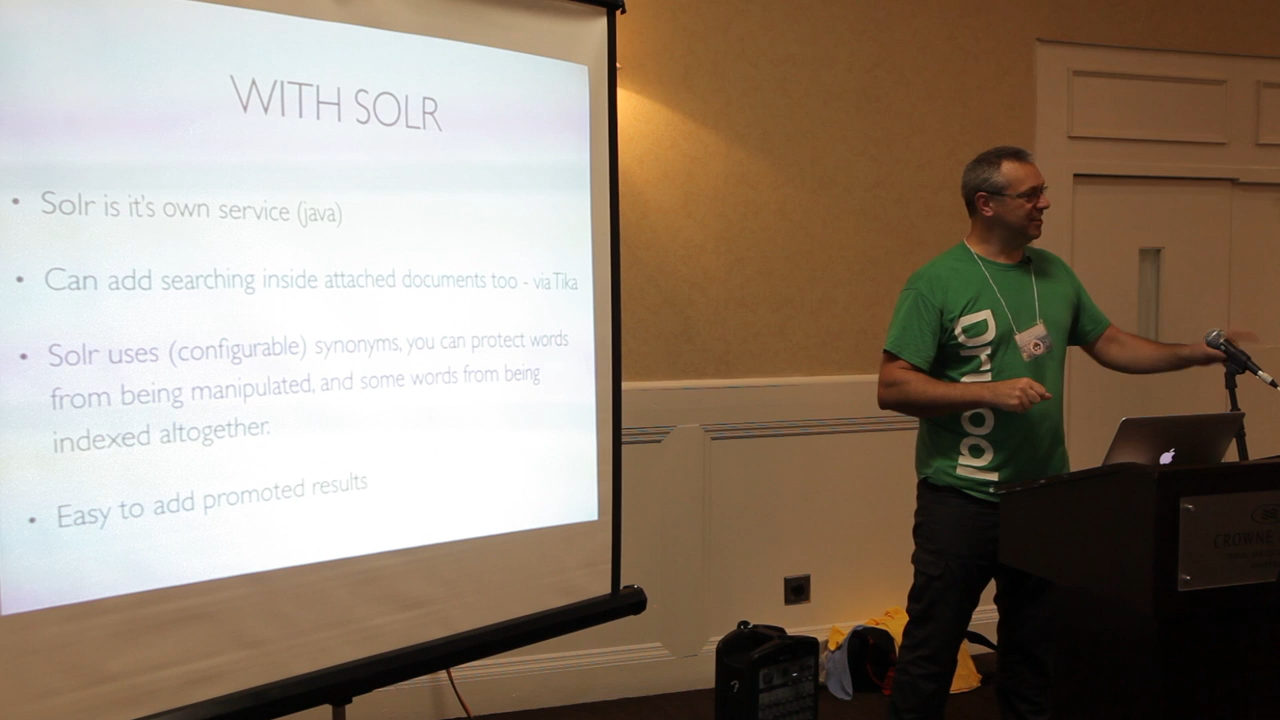 WITH SOLR
• Solr is it's own service (java)
• Can add searching inside attached documents too - via Tika
• Solr uses (configurable) synonyms, you can protect words
from being manipulated, and some words from being
indexed altogether.
• Easy to add promoted results
Drupal
CROWNE